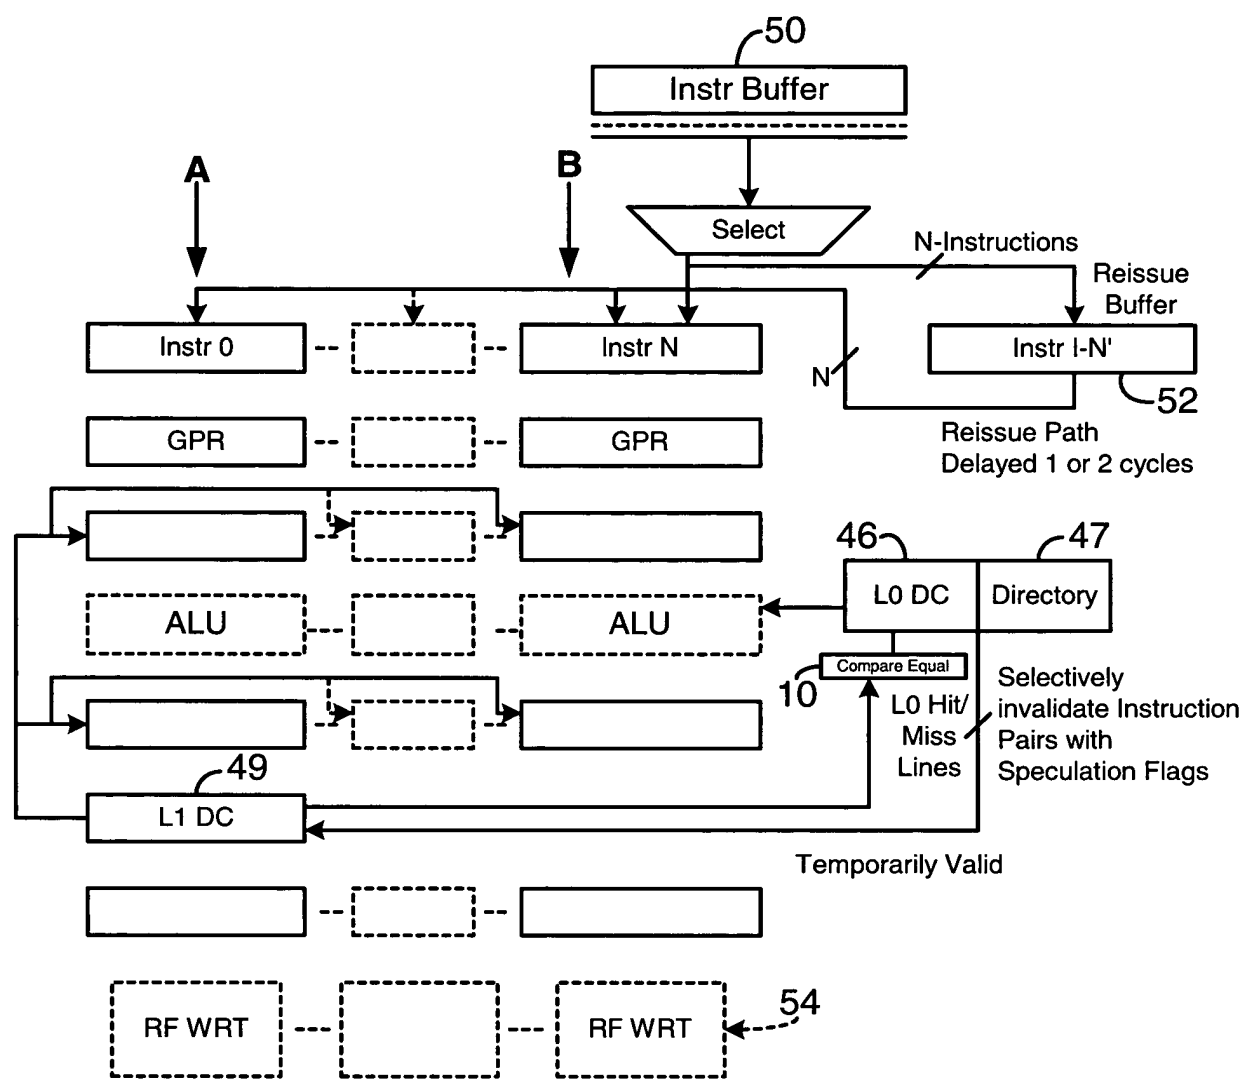 50
Instr Buffer
A
B
Select
N-Instructions
Reissue
Buffer
Instr 0
Instr N
Instr I-N'
N
52
GPR
GPR
Reissue Path
Delayed 1 or 2 cycles
46
47
L0 DC
Directory
ALU
ALU
Compare Equal
10
L0 Hit/
Miss
Lines
Selectively
invalidate Instruction
Pairs with
Speculation Flags
49
L1 DC
Temporarily Valid
RF WRT
RF WRT
54